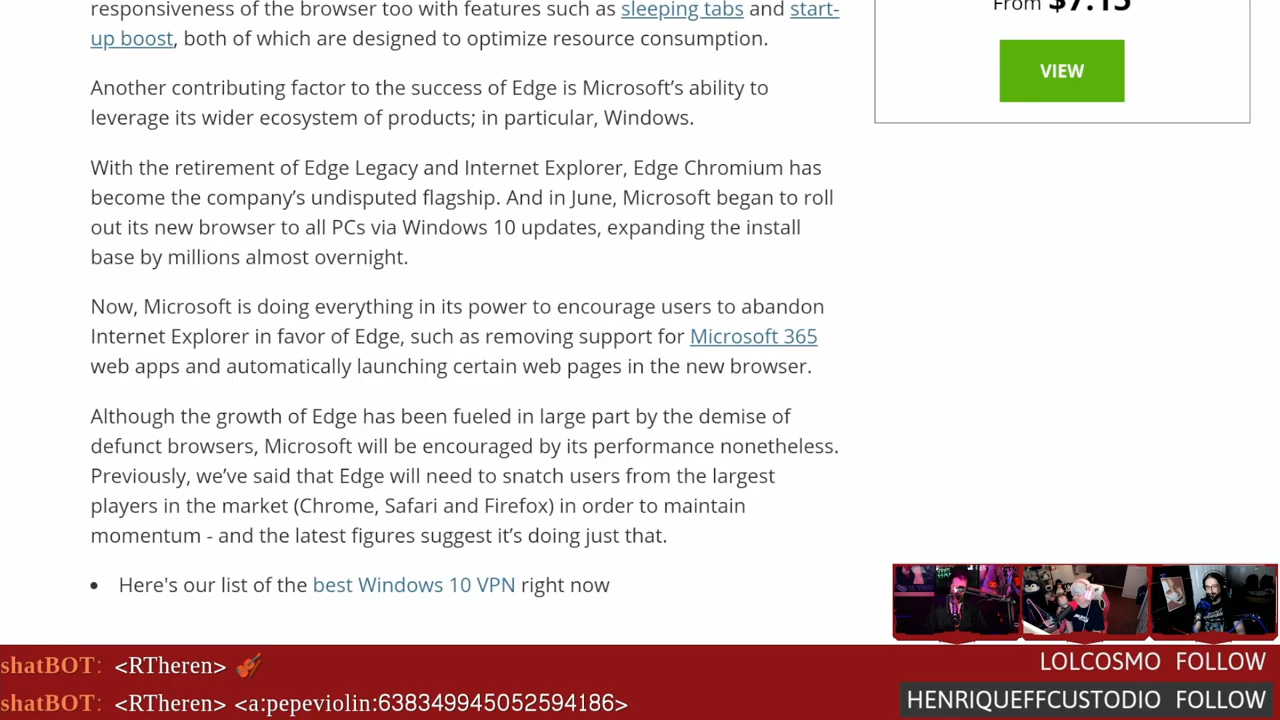 responsiveness of the browser too with features such as sleeping tabs and start-
up boost, both of which are designed to optimize resource consumption.
Another contributing factor to the success of Edge is Microsoft’s ability to
leverage its wider ecosystem of products; in particular, Windows.
With the retirement of Edge Legacy and Internet Explorer, Edge Chromium has
become the company’s undisputed flagship. And in June, Microsoft began to roll
out its new browser to all PCs via Windows 10 updates, expanding the install
base by millions almost overnight.
Now, Microsoft is doing everything in its power to encourage users to abandon
Internet Explorer in favor of Edge, such as removing support for Microsoft 365
web apps and automatically launching certain web pages in the new browser.
Although the growth of Edge has been fueled in large part by the demise of
defunct browsers, Microsoft will be encouraged by its performance nonetheless.
Previously, we’ve said that Edge will need to snatch users from the largest
players in the market (Chrome, Safari and Firefox) in order to maintain
momentum - and the latest figures suggest it’s doing just that.
• Here's our list of the best Windows 10 VPN right now
From $7.15
VIEW
shatBOT: <RTheren> 🎻
shatBOT: <RTheren> <a:pepeviolin:638349945052594186>
LOLCOSMO FOLLOW
HENRIQUEFFCUSTODIO FOLLOW